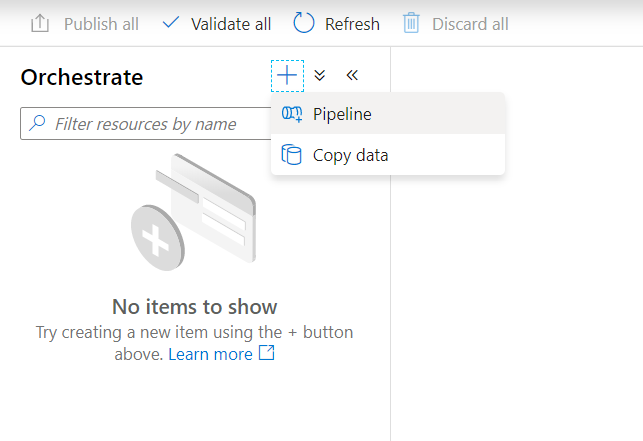 Publish all
Validate all
Refresh
Discard all
Orchestrate
Filter resources by name
Pipeline
Copy data
No items to show
Try creating a new item using the + button
above. Learn more